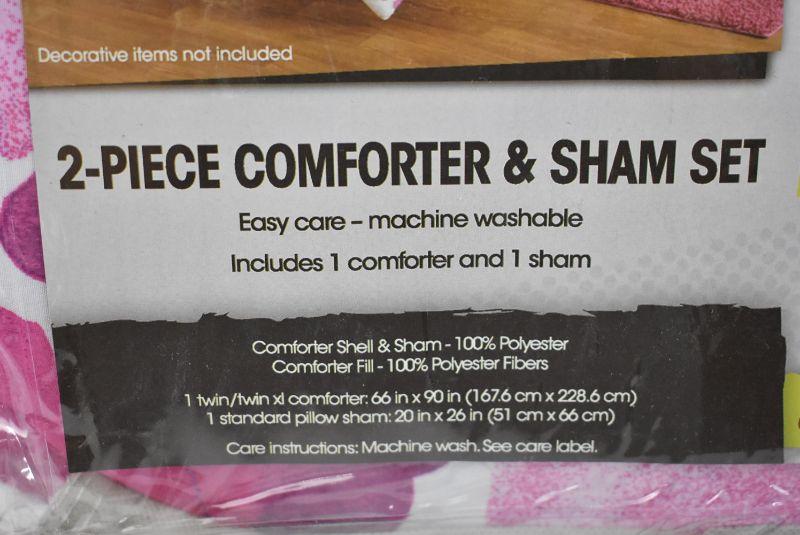 Decorative items not included
2-PIECE COMFORTER & SHAM SET
Easy care – machine washable
Includes 1 comforter and 1 sham
Comforter Shell & Sham - 100% Polyester
Comforter Fill - 100% Polyester Fibers
1 twin/twin xl comforter: 66 in x 90 in (167.6 cm x 228.6 cm)
1 standard pillow sham: 20 in x 26 in (51 cm x 66 cm)
Care instructions: Machine wash. See care label.